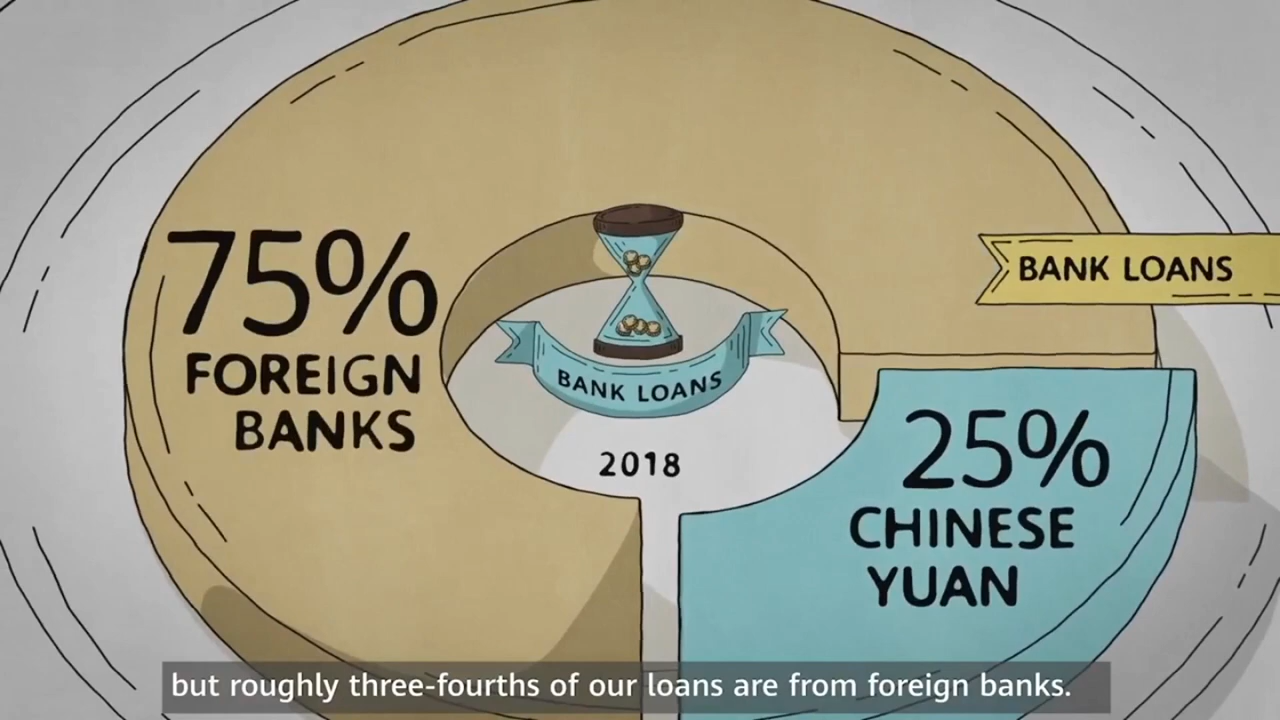 75%
FOREIGN
BANKS
BANK LOANS
BANK LOANS
2018
25%
CHINESE
YUAN
but roughly three-fourths of our loans are from foreign banks.